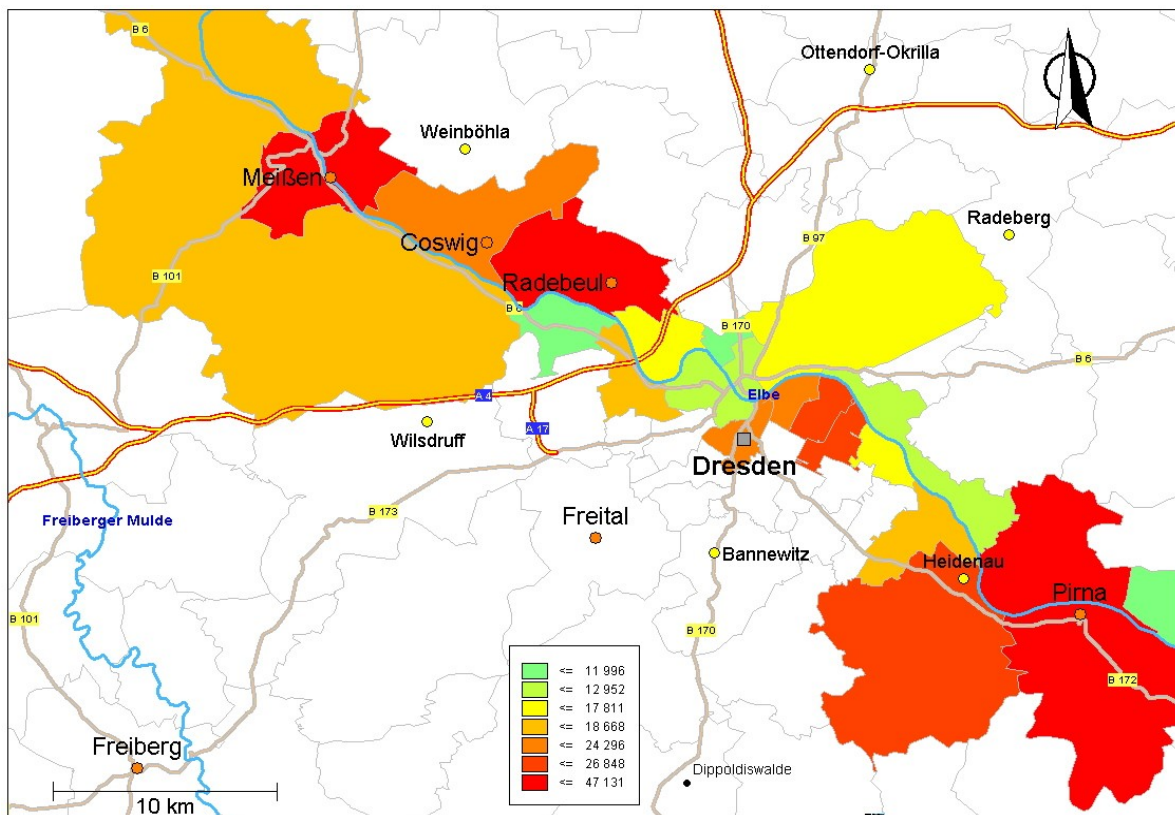 B 6
Ottendorf-Okrilla
Weinböhla
Meißen
Radeberg
Coswig
B 97
B 101
Radebeul
B 6
B 170
B 6
Elbe
A 4
Wilsdruff
A 17
Dresden
B 173
Freiberger Mulde
Freital
Bannewitz
Heidenau
Pirna
B 101
B 170
B 172
<= 11 996
<= 12 952
<= 17 811
<= 18 668
<= 24 296
<= 26 848
<= 47 131
Freiberg
Dippoldiswalde
10 km